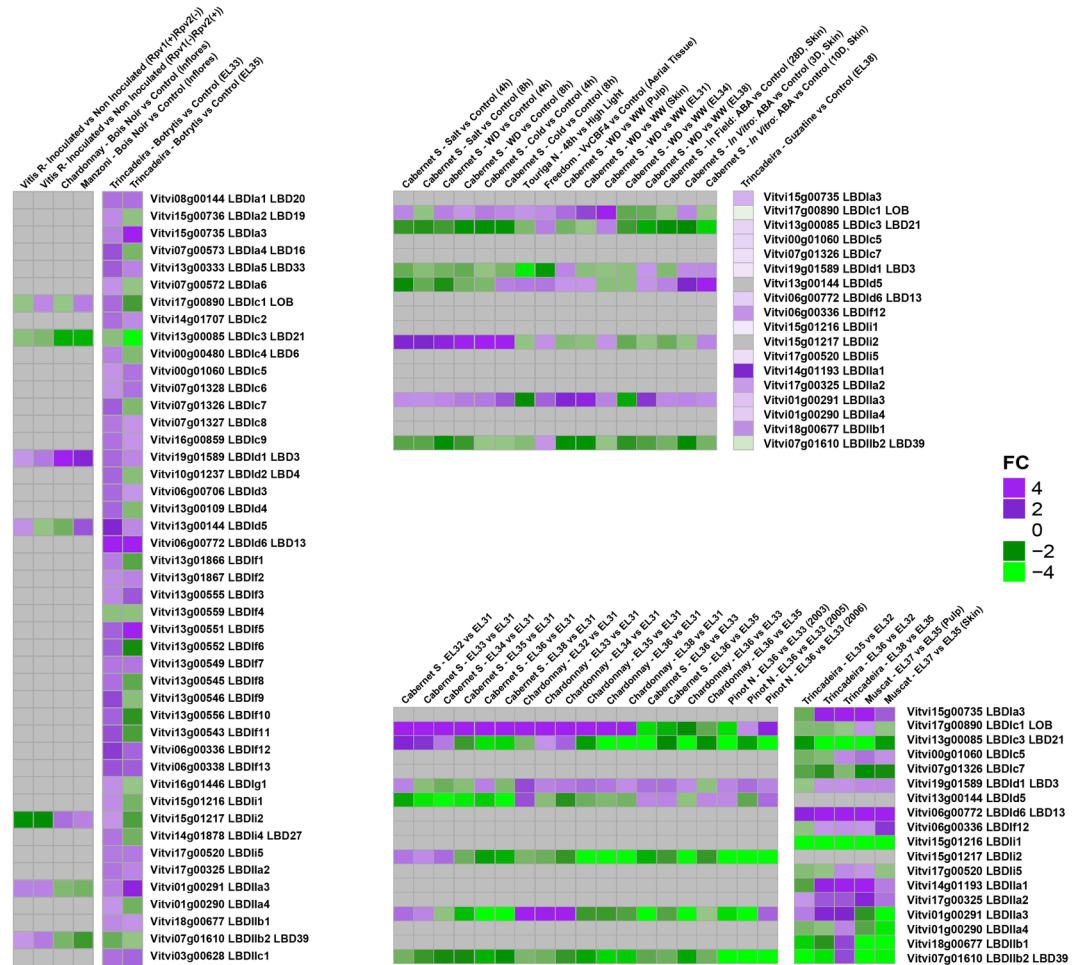 Vitis R- Inoculated vs Non Inoculated (Rpv1(+)Rpv2(-))
Vitis R- Inoculated vs Non Inoculated (Rpv1(-)Rpv2(+))
Chardonnay - Bois Noir vs Control (Inflores)
Manzoni - Bois Noir vs Control (Inflores)
Trincadeira - Botrytis vs Control (EL33)
Trincadeira - Botrytis vs Control (EL35)
Vitvi08g00144 LBDIa1 LBD20
Vitvi15g00736 LBDIa2 LBD19
Vitvi15g00735 LBDIa3
Vitvi07g00573 LBDIa4 LBD16
Vitvi13g00333 LBDIa5 LBD33
Vitvi07g00572 LBDIa6
Vitvi17g00890 LBDIc1 LOB
Vitvi14g01707 LBDIc2
Vitvi13g00085 LBDIc3 LBD21
Vitvi00g00480 LBDIc4 LBD6
Vitvi00g01060 LBDIc5
Vitvi07g01328 LBDIc6
Vitvi07g01326 LBDIc7
Vitvi07g01327 LBDIc8
Vitvi16g00859 LBDIc9
Vitvi19g01589 LBDId1 LBD3
Vitvi10g01237 LBDId2 LBD4
Vitvi06g00706 LBDId3
Vitvi13g00109 LBDId4
Vitvi13g00144 LBDId5
Vitvi06g00772 LBDId6 LBD13
Vitvi13g01866 LBDIf1
Vitvi13g01867 LBDIf2
Vitvi13g00555 LBDIf3
Vitvi13g00559 LBDIf4
Vitvi13g00551 LBDIf5
Vitvi13g00552 LBDIf6
Vitvi13g00549 LBDIf7
Vitvi13g00545 LBDIf8
Vitvi13g00546 LBDIf9
Vitvi13g00556 LBDIf10
Vitvi13g00543 LBDIf11
Vitvi06g00336 LBDIf12
Vitvi06g00338 LBDIf13
Vitvi16g01446 LBDIg1
Vitvi15g01216 LBDIi1
Vitvi15g01217 LBDIi2
Vitvi14g01878 LBDIi4 LBD27
Vitvi17g00520 LBDIi5
Vitvi17g00325 LBDIIa2
Vitvi01g00291 LBDIIa3
Vitvi01g00290 LBDIIa4
Vitvi18g00677 LBDIIb1
Vitvi07g01610 LBDIIb2 LBD39
Vitvi03g00628 LBDIIc1
Cabernet S - Salt vs Control (4h)
Cabernet S - Salt vs Control (8h)
Cabernet S - WD vs Control (4h)
Cabernet S - WD vs Control (8h)
Cabernet S - Cold vs Control (4h)
Cabernet S - Cold vs Control (8h)
Touriga N - 48h vs High Light
Freedom - VvCBF4 vs Control (Aerial Tissue)
Cabernet S - WD vs WW (Pulp)
Cabernet S - WD vs WW (Skin)
Cabernet S - WD vs WW (EL31)
Cabernet S - WD vs WW (EL34)
Cabernet S - WD vs WW (EL38)
Cabernet S - In Field: ABA vs Control (28D, Skin)
Cabernet S - In Vitro: ABA vs Control (3D, Skin)
Cabernet S - In Vitro: ABA vs Control (10D, Skin)
Trincadeira - Guzatine vs Control (EL38)
Vitvi15g00735 LBDIa3
Vitvi17g00890 LBDIc1 LOB
Vitvi13g00085 LBDIc3 LBD21
Vitvi00g01060 LBDIc5
Vitvi07g01326 LBDIc7
Vitvi19g01589 LBDId1 LBD3
Vitvi13g00144 LBDId5
Vitvi06g00772 LBDId6 LBD13
Vitvi06g00336 LBDIf12
Vitvi15g01216 LBDIi1
Vitvi15g01217 LBDIi2
Vitvi17g00520 LBDIi5
Vitvi14g01193 LBDIIa1
Vitvi17g00325 LBDIIa2
Vitvi01g00291 LBDIIa3
Vitvi01g00290 LBDIIa4
Vitvi18g00677 LBDIIb1
Vitvi07g01610 LBDIIb2 LBD39
FC
4
2
0
−2
−4
Cabernet S - EL32 vs EL31
Cabernet S - EL33 vs EL31
Cabernet S - EL34 vs EL31
Cabernet S - EL35 vs EL31
Cabernet S - EL36 vs EL31
Cabernet S - EL38 vs EL31
Chardonnay - EL32 vs EL31
Chardonnay - EL33 vs EL31
Chardonnay - EL34 vs EL31
Chardonnay - EL35 vs EL31
Chardonnay - EL36 vs EL31
Chardonnay - EL38 vs EL31
Cabernet S - EL36 vs EL33
Cabernet S - EL36 vs EL35
Chardonnay - EL36 vs EL33
Chardonnay - EL36 vs EL35
Pinot N - EL36 vs EL33 (2003)
Pinot N - EL36 vs EL33 (2005)
Pinot N - EL36 vs EL33 (2006)
Trincadeira - EL35 vs EL32
Trincadeira - EL36 vs EL32
Trincadeira - EL38 vs EL35
Muscat - EL37 vs EL35 (Pulp)
Muscat - EL37 vs EL35 (Skin)
Vitvi15g00735 LBDIa3
Vitvi17g00890 LBDIc1 LOB
Vitvi13g00085 LBDIc3 LBD21
Vitvi00g01060 LBDIc5
Vitvi07g01326 LBDIc7
Vitvi19g01589 LBDId1 LBD3
Vitvi13g00144 LBDId5
Vitvi06g00772 LBDId6 LBD13
Vitvi06g00336 LBDIf12
Vitvi15g01216 LBDIi1
Vitvi15g01217 LBDIi2
Vitvi17g00520 LBDIi5
Vitvi14g01193 LBDIIa1
Vitvi17g00325 LBDIIa2
Vitvi01g00291 LBDIIa3
Vitvi01g00290 LBDIIa4
Vitvi18g00677 LBDIIb1
Vitvi07g01610 LBDIIb2 LBD39